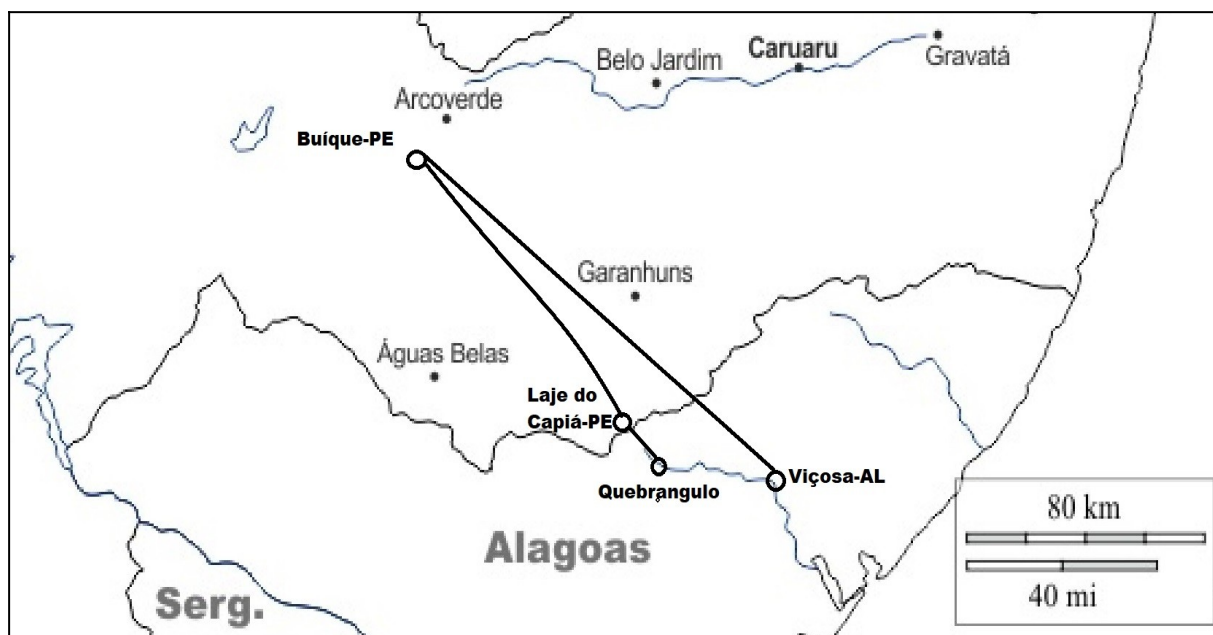 Belo Jardim
Caruaru
Gravatá
Arcoverde
Buíque-PE
Garanhuns
Águas Belas
Laje do
Capiá-PE
Quebrangulo
Viçosa-AL
Alagoas
Serg.
80 km
40 mi